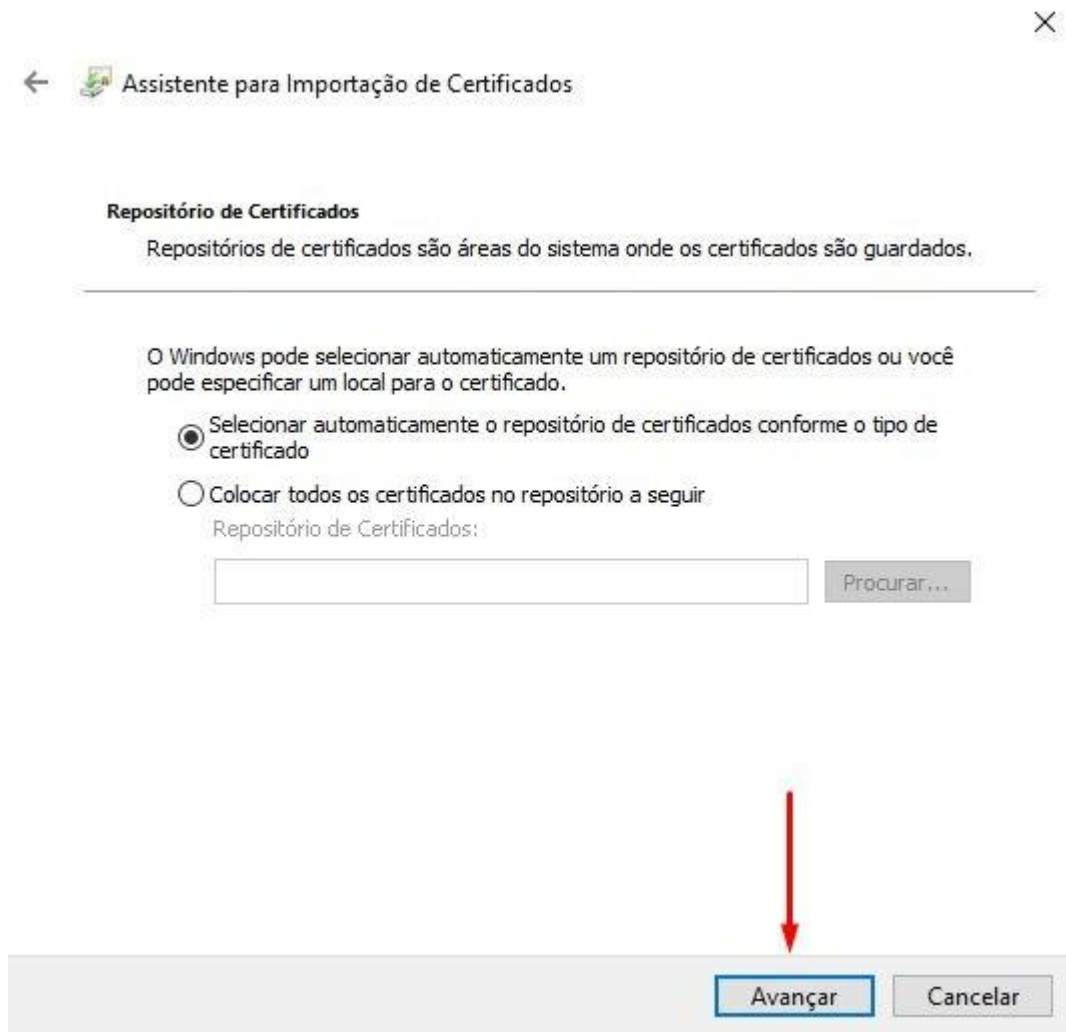 Assistente para Importação de Certificados
Repositório de Certificados
Repositórios de certificados são áreas do sistema onde os certificados são guardados.
O Windows pode selecionar automaticamente um repositório de certificados ou você
pode especificar um local para o certificado.
Selecionar automaticamente o repositório de certificados conforme o tipo de
certificado
Colocar todos os certificados no repositório a seguir
Repositório de Certificados:
Procurar...
Avançar
Cancelar